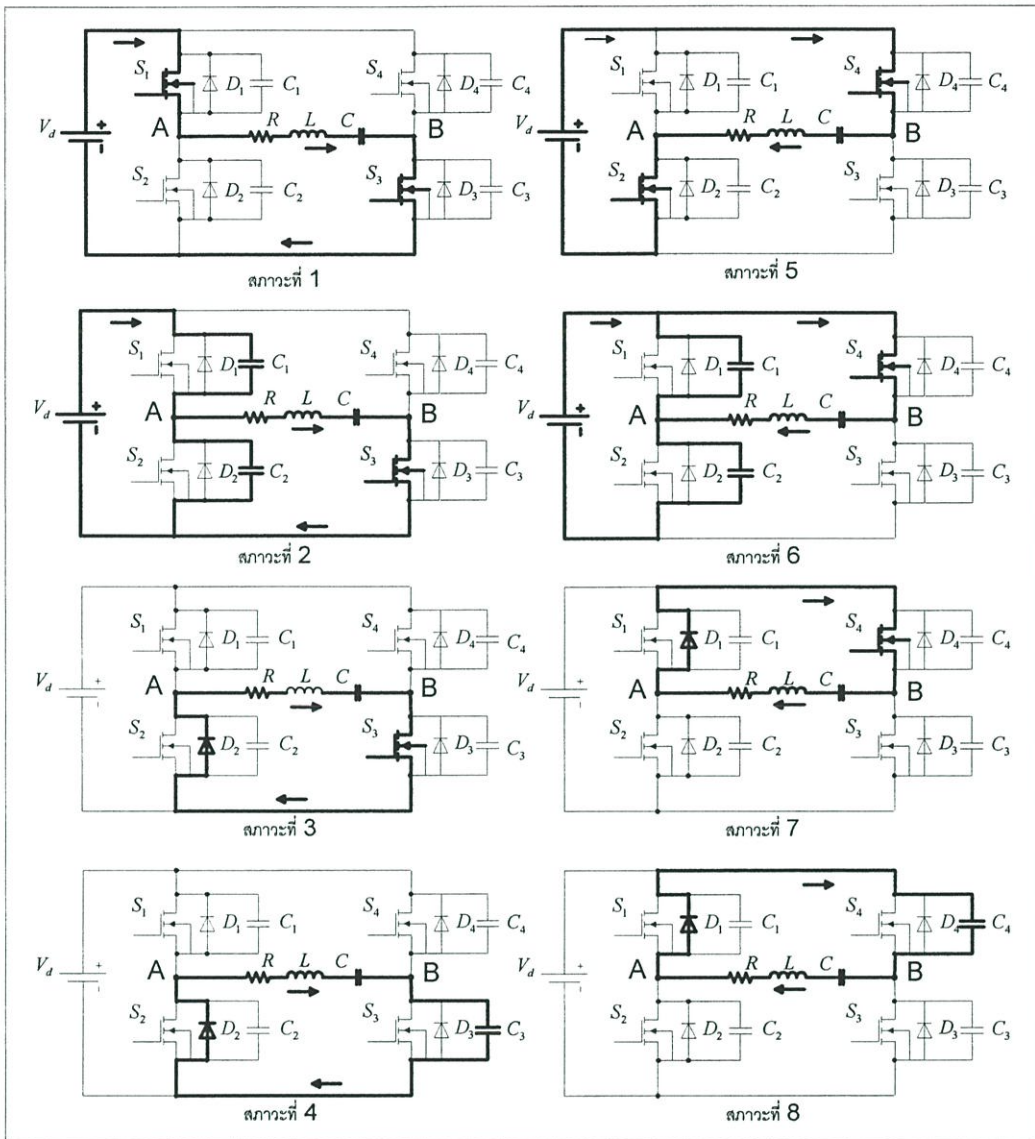 S1 D1 C1 S4 D4 C4
Vd + - A R L C B
S2 D2 C2 S3 D3 C3
สภาวะที่ 1
S1 D1 C1 S4 D4 C4
Vd + - A R L C B
S2 D2 C2 S3 D3 C3
สภาวะที่ 5
S1 D1 C1 S4 D4 C4
Vd + - A R L C B
S2 D2 C2 S3 D3 C3
สภาวะที่ 2
S1 D1 C1 S4 D4 C4
Vd + - A R L C B
S2 D2 C2 S3 D3 C3
สภาวะที่ 6
S1 D1 C1 S4 D4 C4
Vd + - A R L C B
S2 D2 C2 S3 D3 C3
สภาวะที่ 3
S1 D1 C1 S4 D4 C4
Vd + - A R L C B
S2 D2 C2 S3 D3 C3
สภาวะที่ 7
S1 D1 C1 S4 D4 C4
Vd + - A R L C B
S2 D2 C2 S3 D3 C3
สภาวะที่ 4
S1 D1 C1 S4 D4 C4
Vd + - A R L C B
S2 D2 C2 S3 D3 C3
สภาวะที่ 8